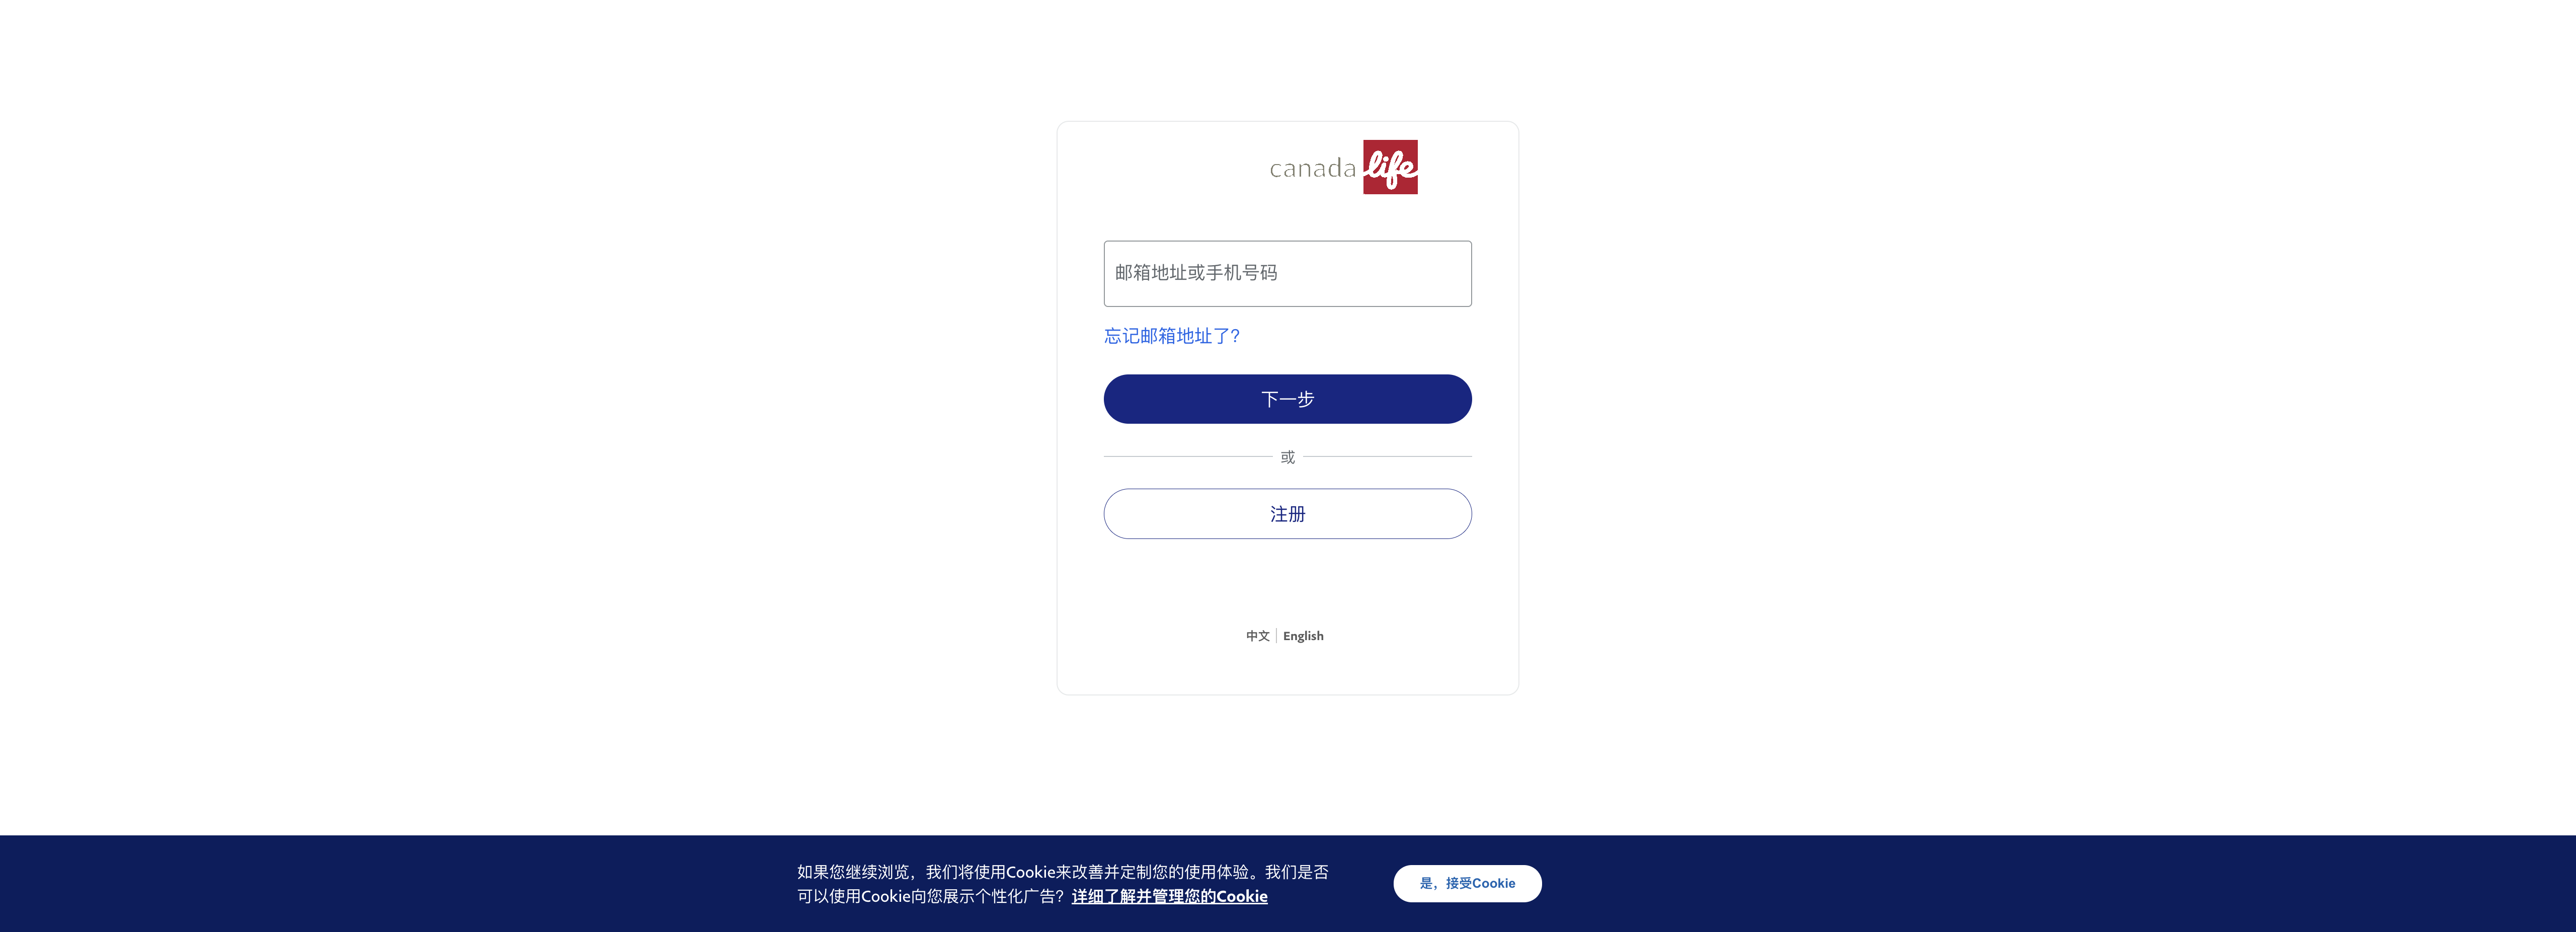 canada life
邮箱地址或手机号码
忘记邮箱地址了?
下一步
或
注册
中文 | English
如果您继续浏览，我们将使用Cookie来改善并定制您的使用体验。我们是否
可以使用Cookie向您展示个性化广告？详细了解并管理您的Cookie
是，接受Cookie